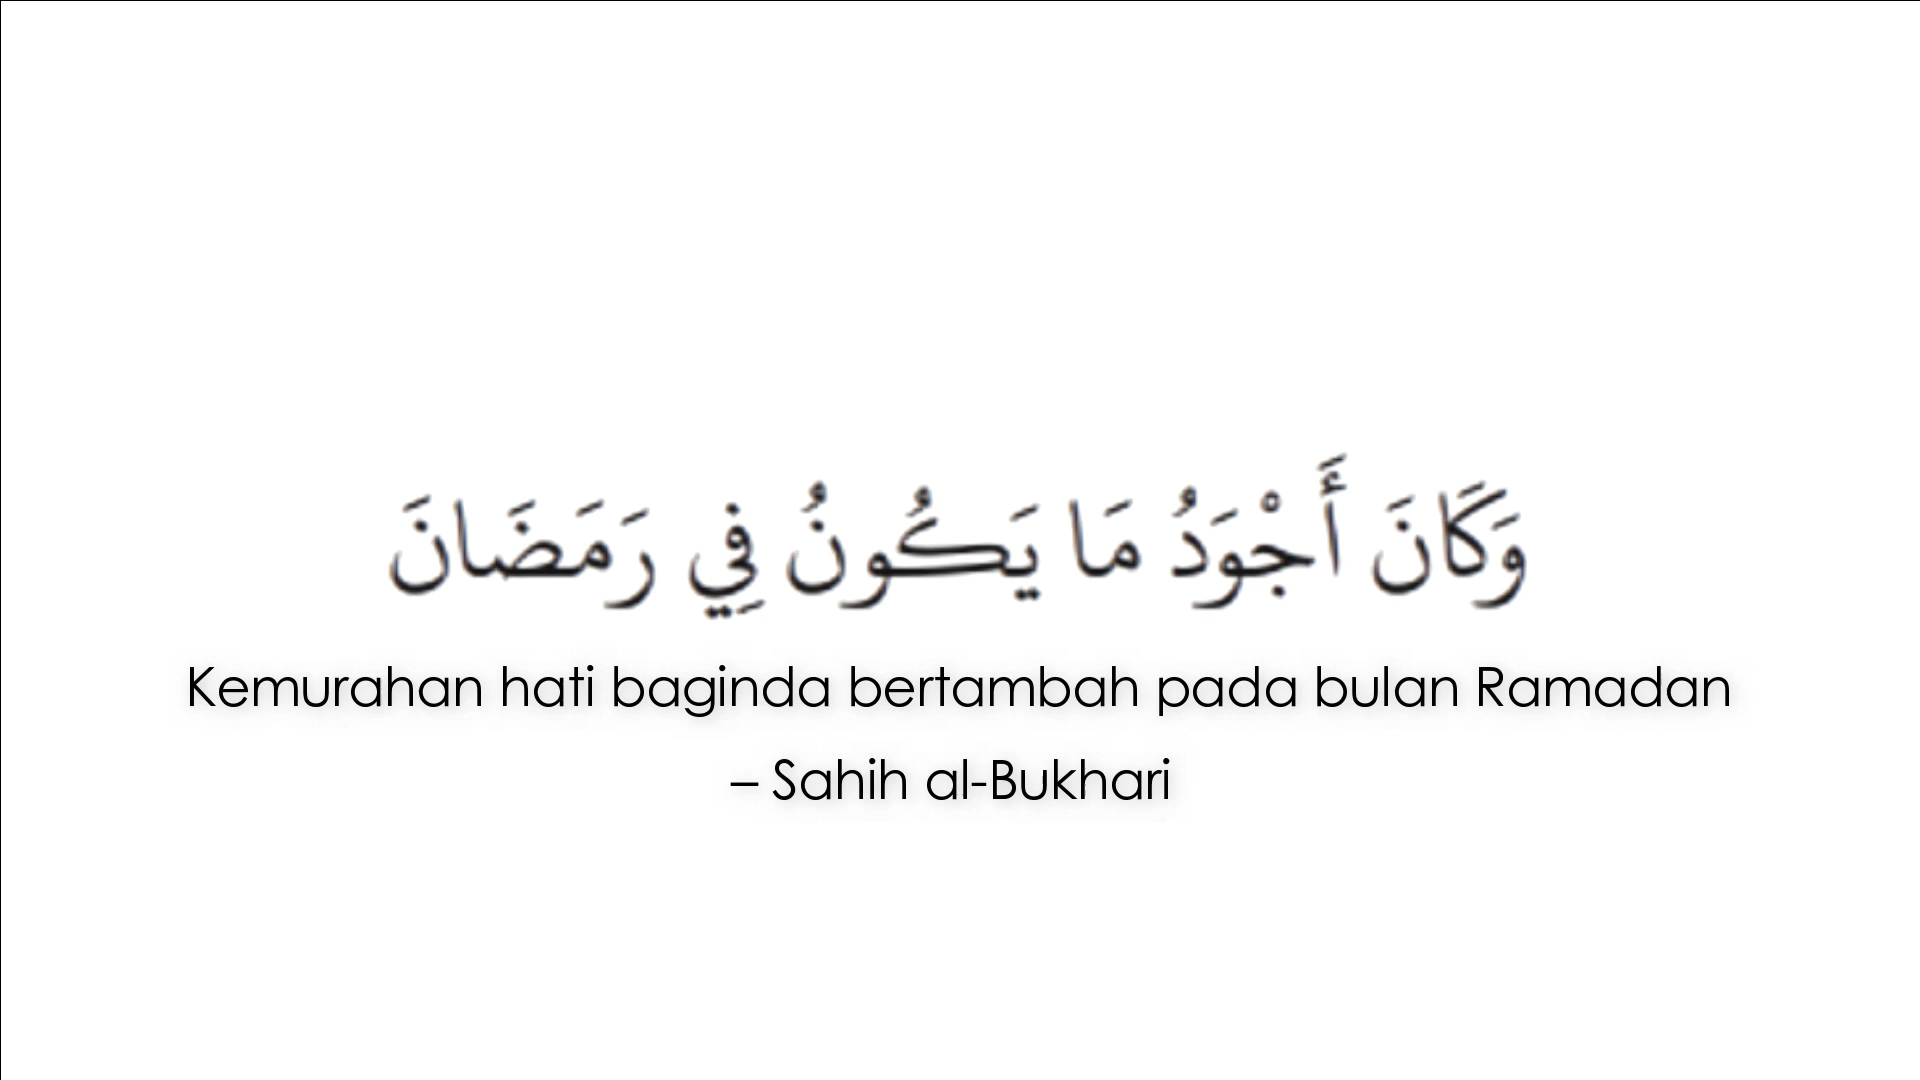 وَكَانَ أَجْوَدُ مَا يَكُونُ فِي رَمَضَانَ
Kemurahan hati baginda bertambah pada bulan Ramadan
– Sahih al-Bukhari